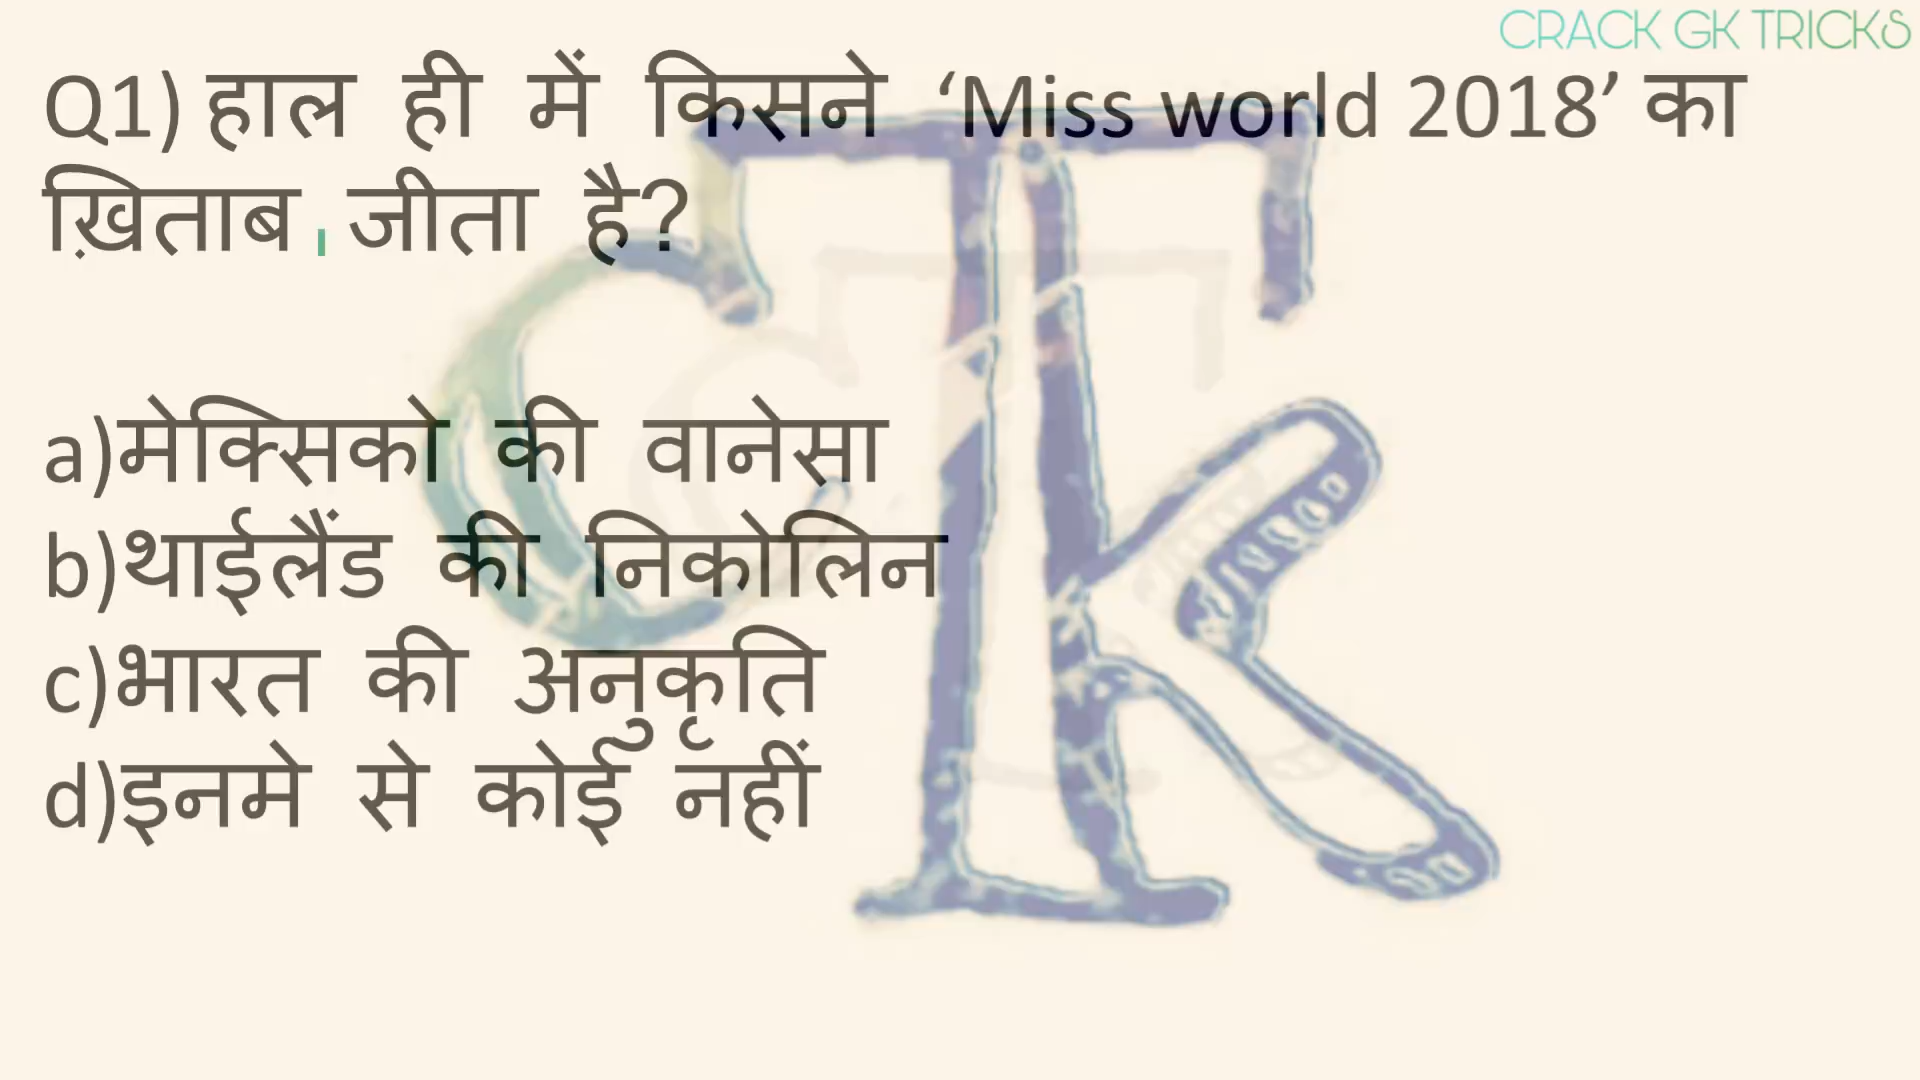 CRACK GK TRICKS
Q1) हाल ही में किसने ‘Miss world 2018’ का
ख़िताब जीता है?
a)मेक्सिको की वानेसा
b)थाईलैंड की निकोलिन
c)भारत की अनुकृति
d)इनमे से कोई नहीं